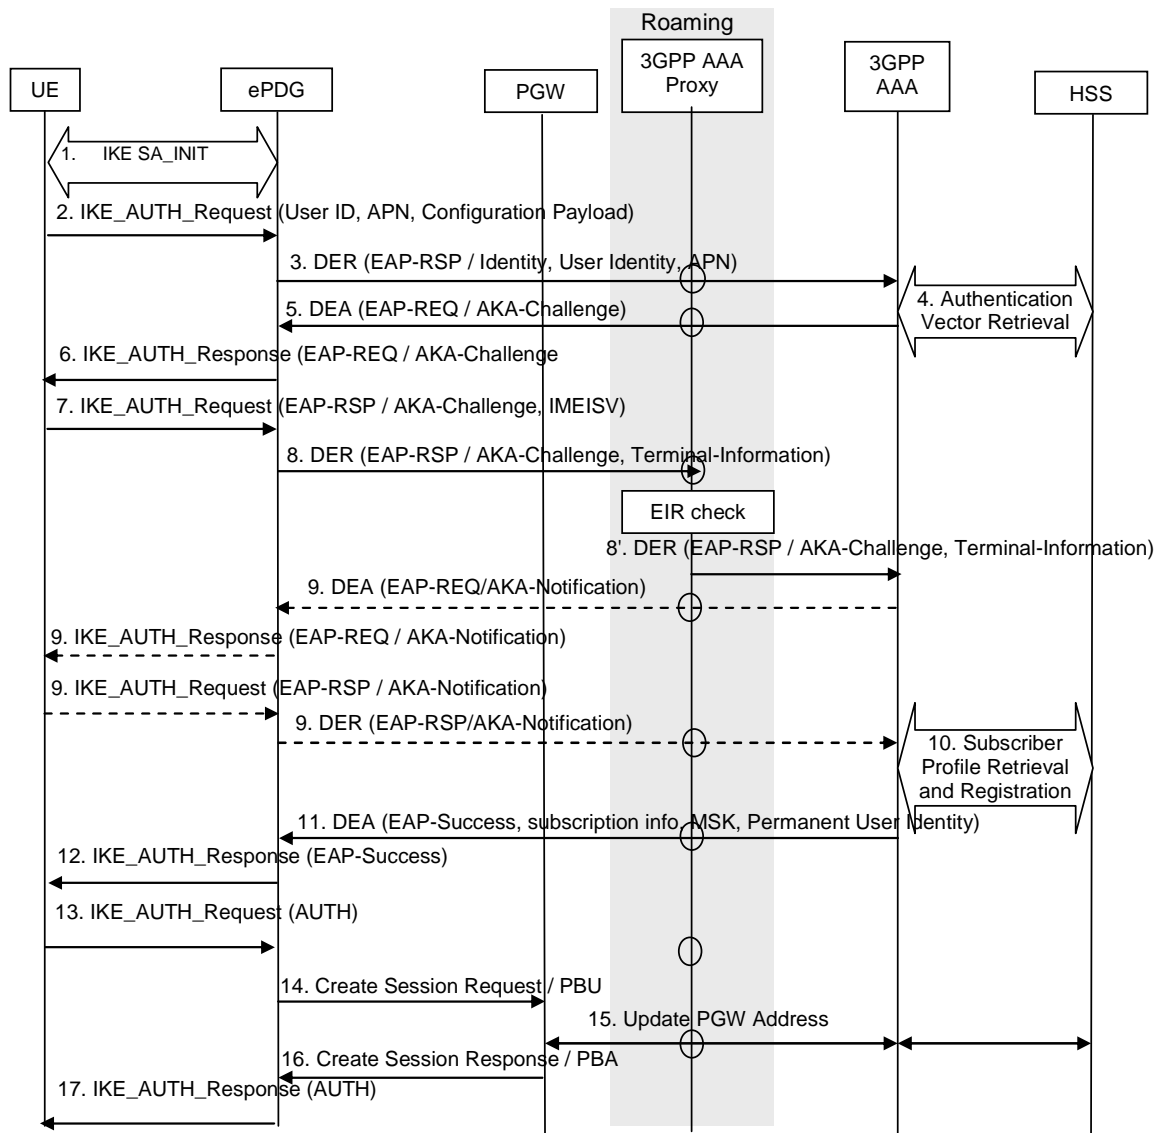 Roaming
UE
ePDG
PGW
3GPP AAA
Proxy
3GPP
AAA
HSS
1. IKE SA_INIT
2. IKE_AUTH_Request (User ID, APN, Configuration Payload)
3. DER (EAP-RSP / Identity, User Identity, APN)
4. Authentication
Vector Retrieval
5. DEA (EAP-REQ / AKA-Challenge)
6. IKE_AUTH_Response (EAP-REQ / AKA-Challenge
7. IKE_AUTH_Request (EAP-RSP / AKA-Challenge, IMEISV)
8. DER (EAP-RSP / AKA-Challenge, Terminal-Information)
EIR check
8'. DER (EAP-RSP / AKA-Challenge, Terminal-Information)
9. DEA (EAP-REQ/AKA-Notification)
9. IKE_AUTH_Response (EAP-REQ / AKA-Notification)
9. IKE_AUTH_Request (EAP-RSP / AKA-Notification)
9. DER (EAP-RSP/AKA-Notification)
10. Subscriber
Profile Retrieval
and Registration
11. DEA (EAP-Success, subscription info, MSK, Permanent User Identity)
12. IKE_AUTH_Response (EAP-Success)
13. IKE_AUTH_Request (AUTH)
14. Create Session Request / PBU
15. Update PGW Address
16. Create Session Response / PBA
17. IKE_AUTH_Response (AUTH)